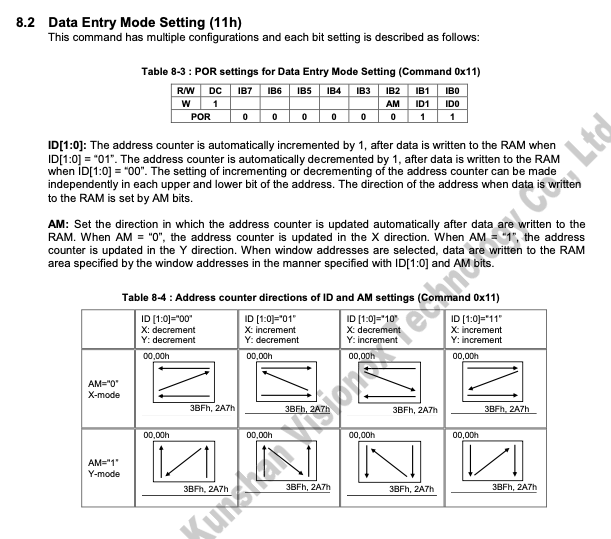 8.2 Data Entry Mode Setting (11h)
This command has multiple configurations and each bit setting is described as follows:
Table 8-3 : POR settings for Data Entry Mode Setting (Command 0x11)
R/W DC IB7 IB6 IB5 IB4 IB3 IB2 IB1 IB0
W 1 AM ID1 ID0
POR 0 0 0 0 0 0 1 1
ID[1:0]: The address counter is automatically incremented by 1, after data is written to the RAM when
ID[1:0] = “01”. The address counter is automatically decremented by 1, after data is written to the RAM
when ID[1:0] = “00”. The setting of incrementing or decrementing of the address counter can be made
independently in each upper and lower bit of the address. The direction of the address when data is written
to the RAM is set by AM bits.
AM: Set the direction in which the address counter is updated automatically after data are written to the
RAM. When AM = “0”, the address counter is updated in the X direction. When AM = “1”, the address
counter is updated in the Y direction. When window addresses are selected, data are written to the RAM
area specified by the window addresses in the manner specified with ID[1:0] and AM bits.
Table 8-4 : Address counter directions of ID and AM settings (Command 0x11)
ID [1:0]="00" ID [1:0]="01" ID [1:0]="10" ID [1:0]="11"
X: decrement X: increment X: decrement X: increment
Y: decrement Y: decrement Y: increment Y: increment
00,00h 00,00h 00,00h 00,00h
AM="0"
X-mode
3BFh, 2A7h 3BFh, 2A7h 3BFh, 2A7h 3BFh, 2A7h
00,00h 00,00h 00,00h 00,00h
AM="1"
Y-mode
3BFh, 2A7h 3BFh, 2A7h 3BFh, 2A7h 3BFh, 2A7h
Kunshan Visionox Technology Co., Ltd